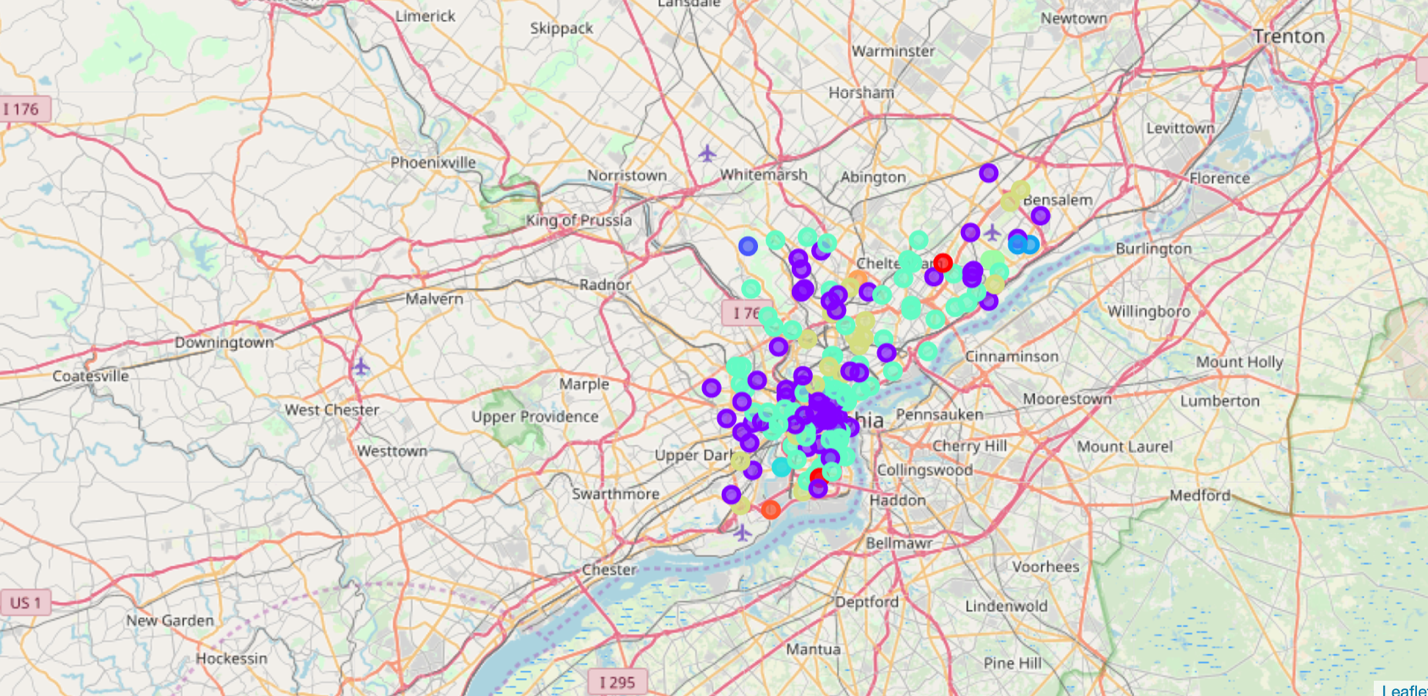 Limerick
Skippack
Lansdale
Newtown
Trenton
Warminster
Horsham
I 176
Levittown
Phoenixville
Norristown
Whitemarsh
Abington
Florence
King of Prussia
Bensalem
Burlington
Radnor
Malvern
I 76
Willingboro
Downingtown
Cinnaminson
Mount Holly
Coatesville
Marple
Moorestown
Lumberton
West Chester
Upper Providence
Pennsauken
hia
Westtown
Upper Dar
Cherry Hill
Mount Laurel
Collingswood
Swarthmore
Haddon
Medford
Bellmawr
Chester
Voorhees
US 1
Deptford
Lindenwold
New Garden
Hockessin
Mantua
Pine Hill
I 295
Leafle